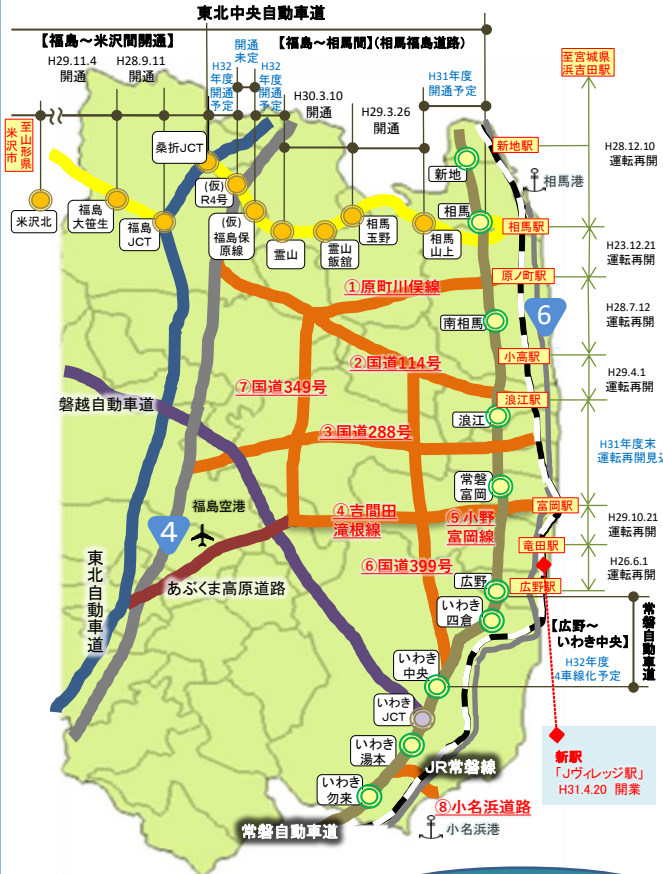 東北中央自動車道
【福島～米沢間開通】
【福島～相馬間】(相馬福島道路)
H29.11.4
開通
H28.9.11
開通
H32
年度
開通
予定
開通
未定
H32
年度
開通
予定
H30.3.10
開通
H29.3.26
開通
H31年度
開通予定
至宮城県
浜吉田駅
至山形県
米沢市
米沢北
福島
大笹生
福島
JCT
桑折JCT
(仮)
R4号
(仮)
福島保
原線
霊山
霊山
飯舘
相馬
玉野
相馬
山上
相馬
新地
新地駅
相馬港
相馬駅
原ノ町駅
小高駅
浪江駅
富岡駅
竜田駅
広野駅
H28.12.10
運転再開
H23.12.21
運転再開
H28.7.12
運転再開
H29.4.1
運転再開
H31年度末
運転再開見込
H29.10.21
運転再開
H26.6.1
運転再開
①原町川俣線
6
南相馬
②国道114号
⑦国道349号
磐越自動車道
浪江
③国道288号
常磐
富岡
福島空港
④吉間田
滝根線
⑤小野
富岡線
4
⑥国道399号
あぶくま高原道路
東北自動車道
広野
いわき
四倉
【広野～
いわき中央】
H32年度
4車線化予定
常磐自動車道
いわき
中央
いわき
JCT
いわき
湯本
いわき
勿来
JR常磐線
新駅
「Jヴィレッジ駅」
H31.4.20 開業
⑧小名浜道路
小名浜港
常磐自動車道